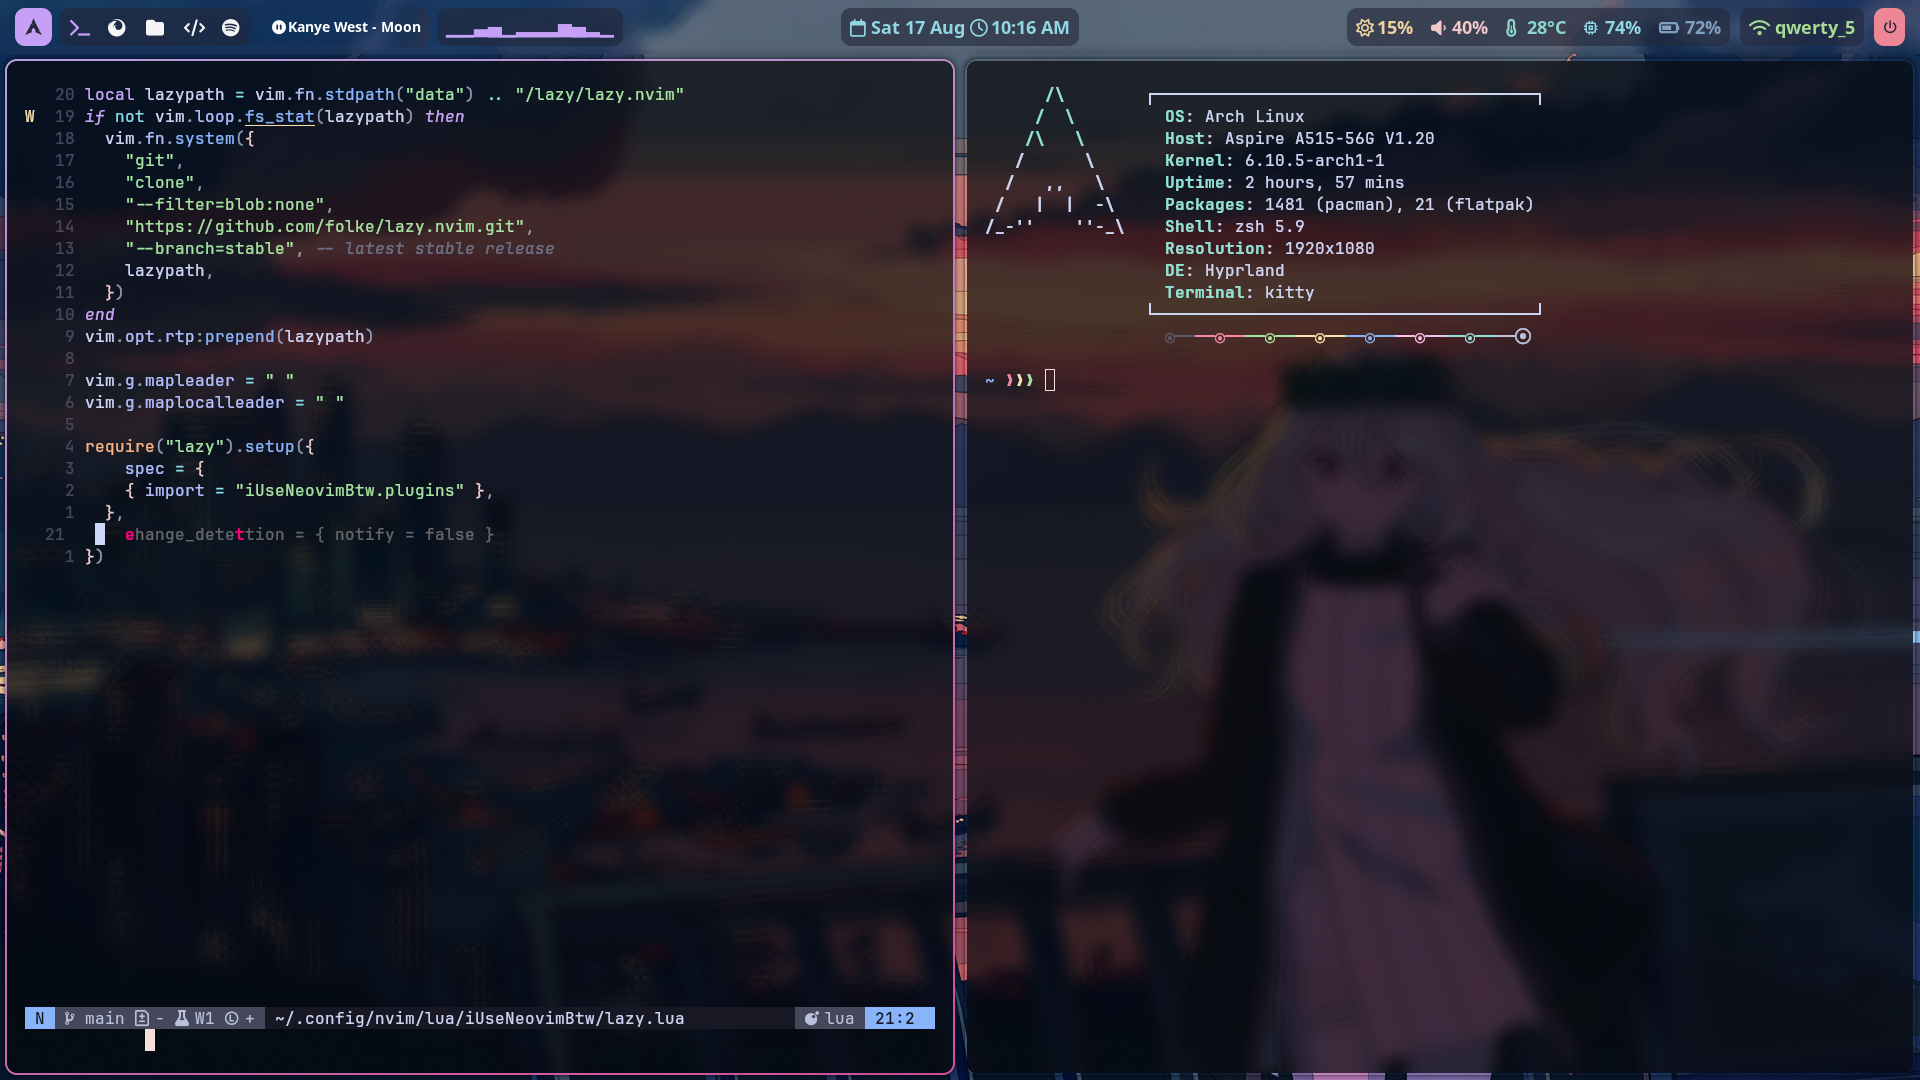 Kanye West - Moon
Sat 17 Aug 10:16 AM
15% 40% 28°C 74% 72% qwerty_5
20 local lazypath = vim.fn.stdpath("data") .. "/lazy/lazy.nvim"
W 19 if not vim.loop.fs_stat(lazypath) then
18 vim.fn.system({
17 "git",
16 "clone",
15 "--filter=blob:none",
14 "https://github.com/folke/lazy.nvim.git",
13 "--branch=stable", -- latest stable release
12 lazypath,
11 })
10 end
9 vim.opt.rtp:prepend(lazypath)
8
7 vim.g.mapleader = " "
6 vim.g.maplocalleader = " "
5
4 require("lazy").setup({
3 spec = {
2 { import = "iUseNeovimBtw.plugins" },
1 },
21 ehange_detettion = { notify = false }
1 })
N main - W1 + ~/.config/nvim/lua/iUseNeovimBtw/lazy.lua lua 21:2
/\
/ \
/\ \
/ \
/ ,, \
/ | | -\
/_-'' ''-_\
OS: Arch Linux
Host: Aspire A515-56G V1.20
Kernel: 6.10.5-arch1-1
Uptime: 2 hours, 57 mins
Packages: 1481 (pacman), 21 (flatpak)
Shell: zsh 5.9
Resolution: 1920x1080
DE: Hyprland
Terminal: kitty
~ ❯❯❯